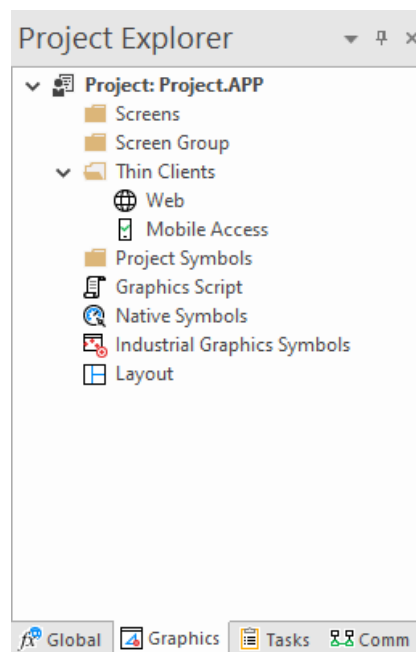 Project Explorer
Project: Project.APP
Screens
Screen Group
Thin Clients
Web
Mobile Access
Project Symbols
Graphics Script
Native Symbols
Industrial Graphics Symbols
Layout
fx Global Graphics Tasks Comm